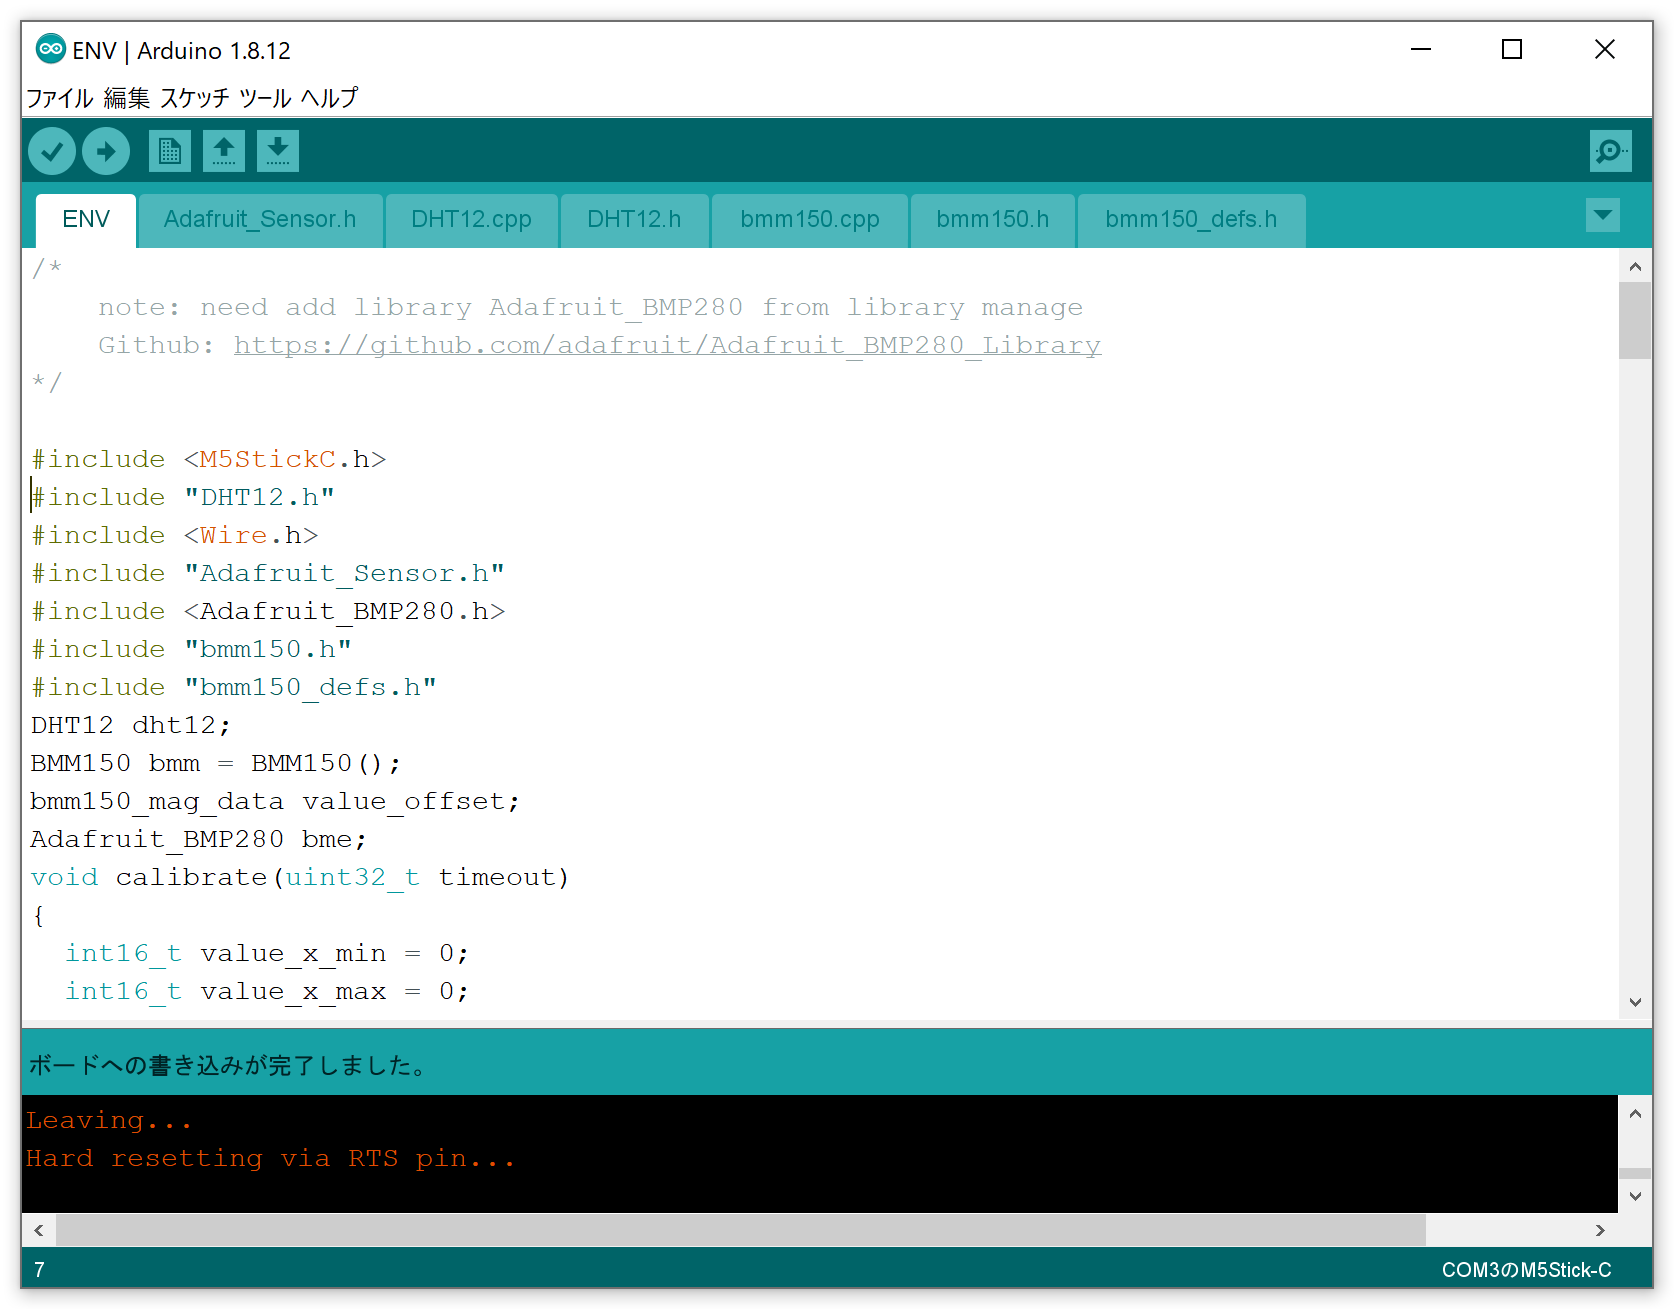 ENV | Arduino 1.8.12
ファイル 編集 スケッチ ツール ヘルプ
ENV Adafruit_Sensor.h DHT12.cpp DHT12.h bmm150.cpp bmm150.h bmm150_defs.h
/*
    note: need add library Adafruit_BMP280 from library manage
    Github: https://github.com/adafruit/Adafruit_BMP280_Library
*/
#include <M5StickC.h>
#include "DHT12.h"
#include <Wire.h>
#include "Adafruit_Sensor.h"
#include <Adafruit_BMP280.h>
#include "bmm150.h"
#include "bmm150_defs.h"
DHT12 dht12;
BMM150 bmm = BMM150();
bmm150_mag_data value_offset;
Adafruit_BMP280 bme;
void calibrate(uint32_t timeout)
{
  int16_t value_x_min = 0;
  int16_t value_x_max = 0;
ボードへの書き込みが完了しました。
Leaving...
Hard resetting via RTS pin...
7 COM3のM5Stick-C